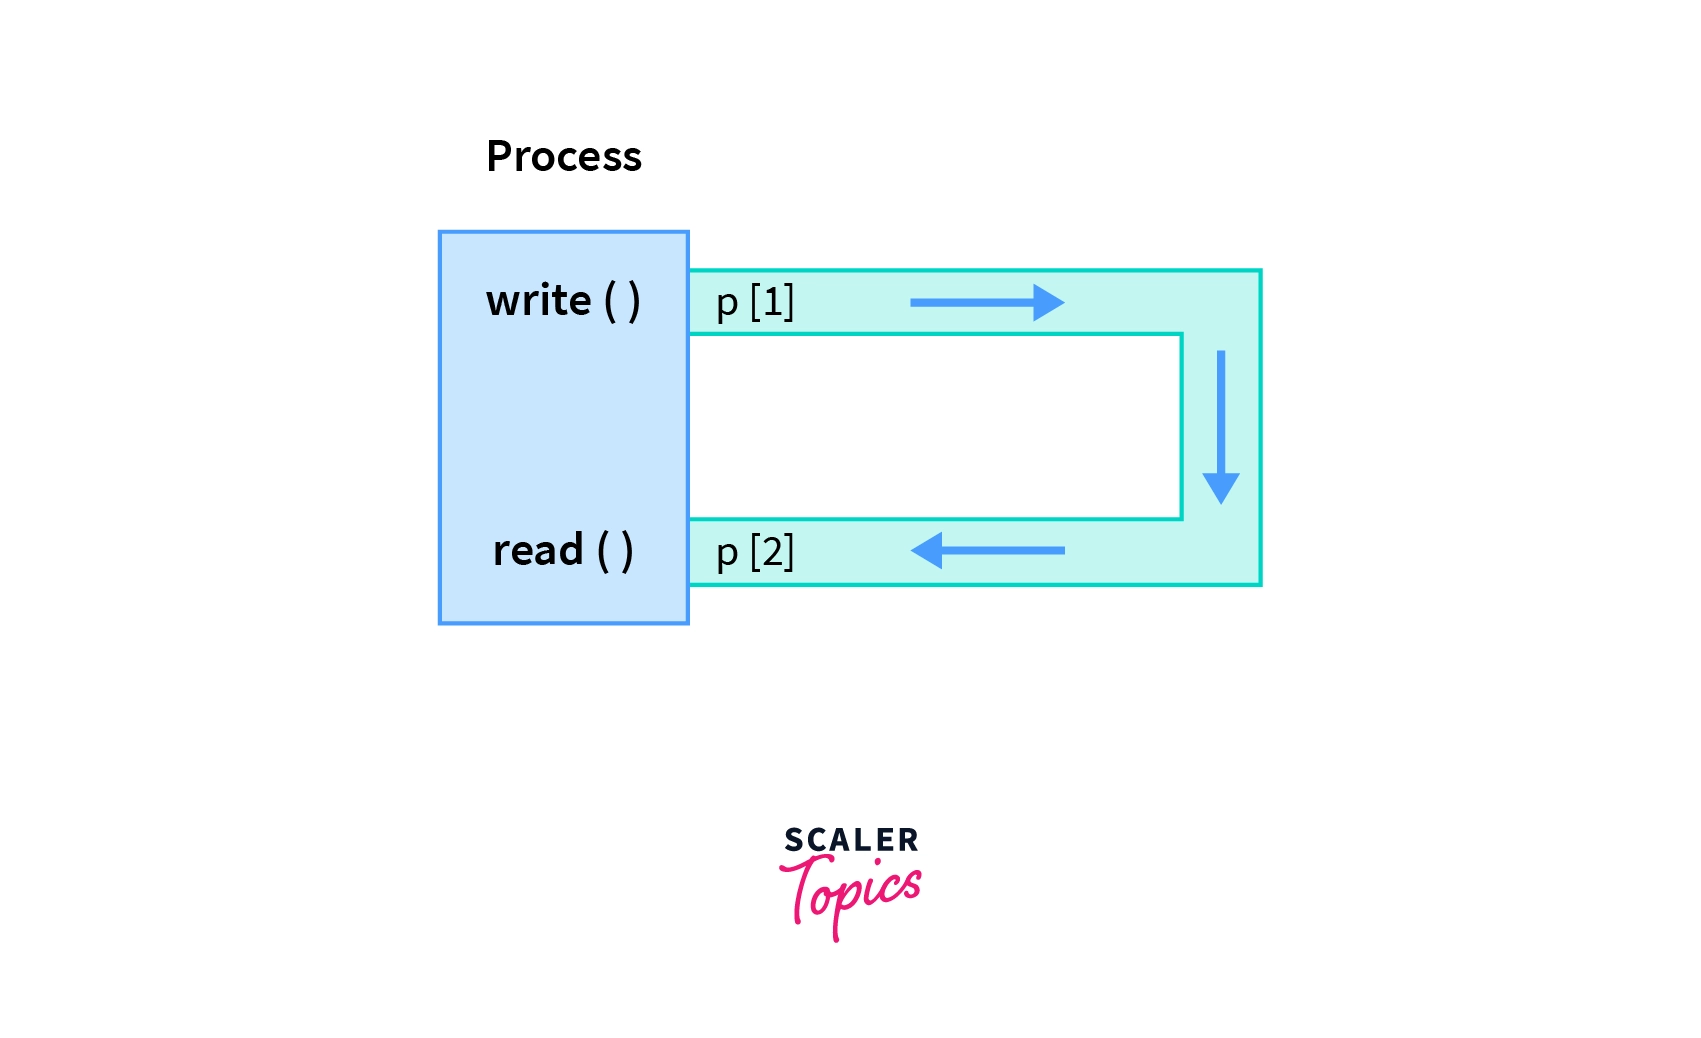 Process
write ( )
p [1]
read ( )
p [2]
SCALER
Topics